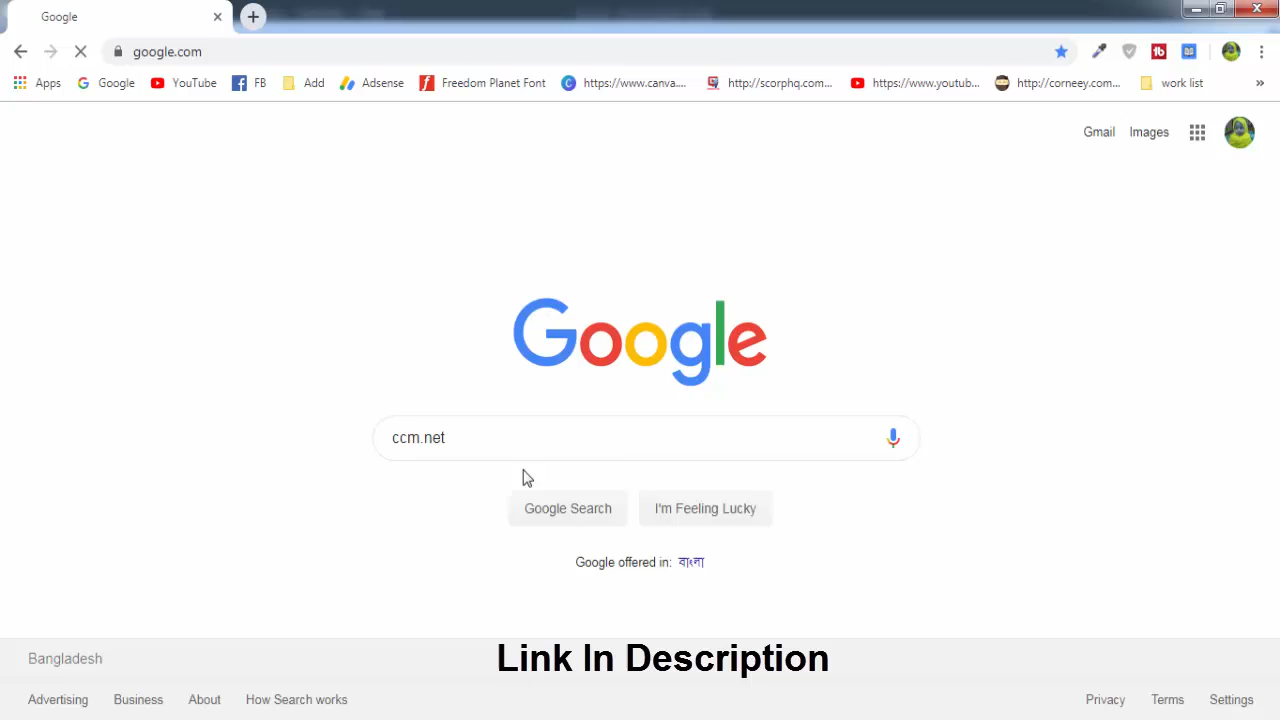 Google
google.com
Apps Google YouTube FB Add Adsense Freedom Planet Font https://www.canva.... http://scorphq.com... https://www.youtub... http://corneey.com... work list »
Gmail Images
Google
ccm.net
Google Search I'm Feeling Lucky
Google offered in: বাংলা
Bangladesh
Link In Description
Advertising Business About How Search works Privacy Terms Settings